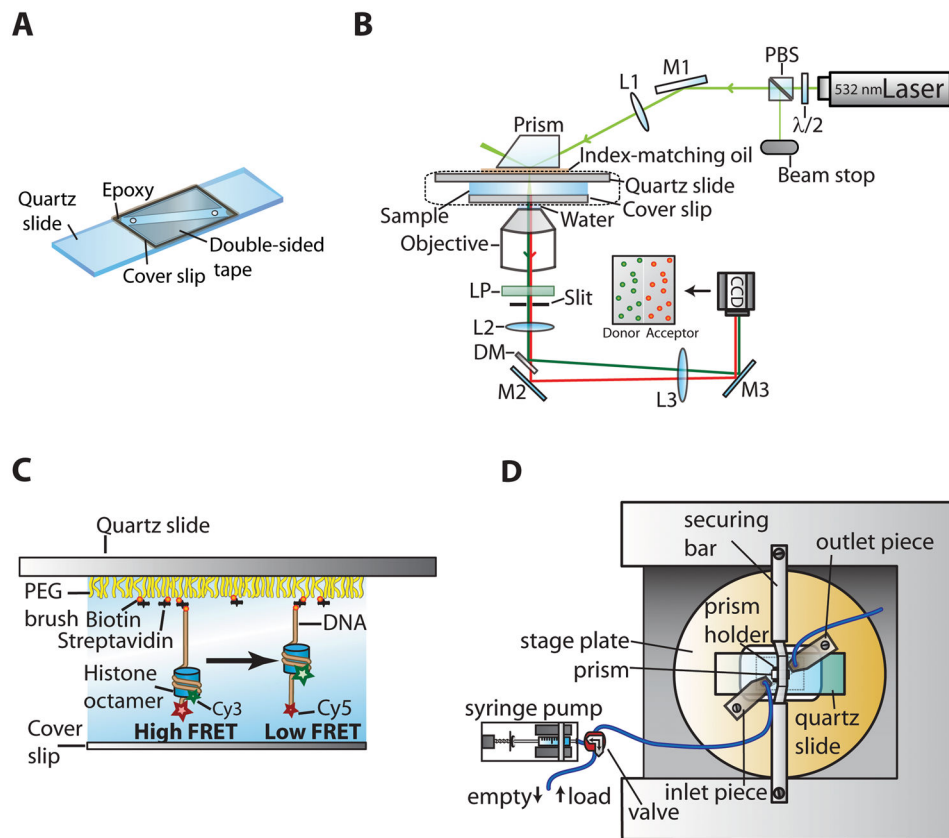 A
Quartz
slide
Epoxy
Cover slip
Double-sided
tape
B
PBS
M1
L1
532 nm Laser
λ/2
Prism
Index-matching oil
Beam stop
Quartz slide
Sample
Cover slip
Water
Objective
LP
Slit
CCD
L2
Donor Acceptor
DM
M2
L3
M3
C
Quartz slide
PEG
brush
Biotin
Streptavidin
DNA
Histone
octamer
Cy3
Cy5
High FRET
Low FRET
Cover
slip
D
securing
bar
outlet piece
prism
holder
stage plate
prism
syringe pump
quartz
slide
inlet piece
empty
load
valve